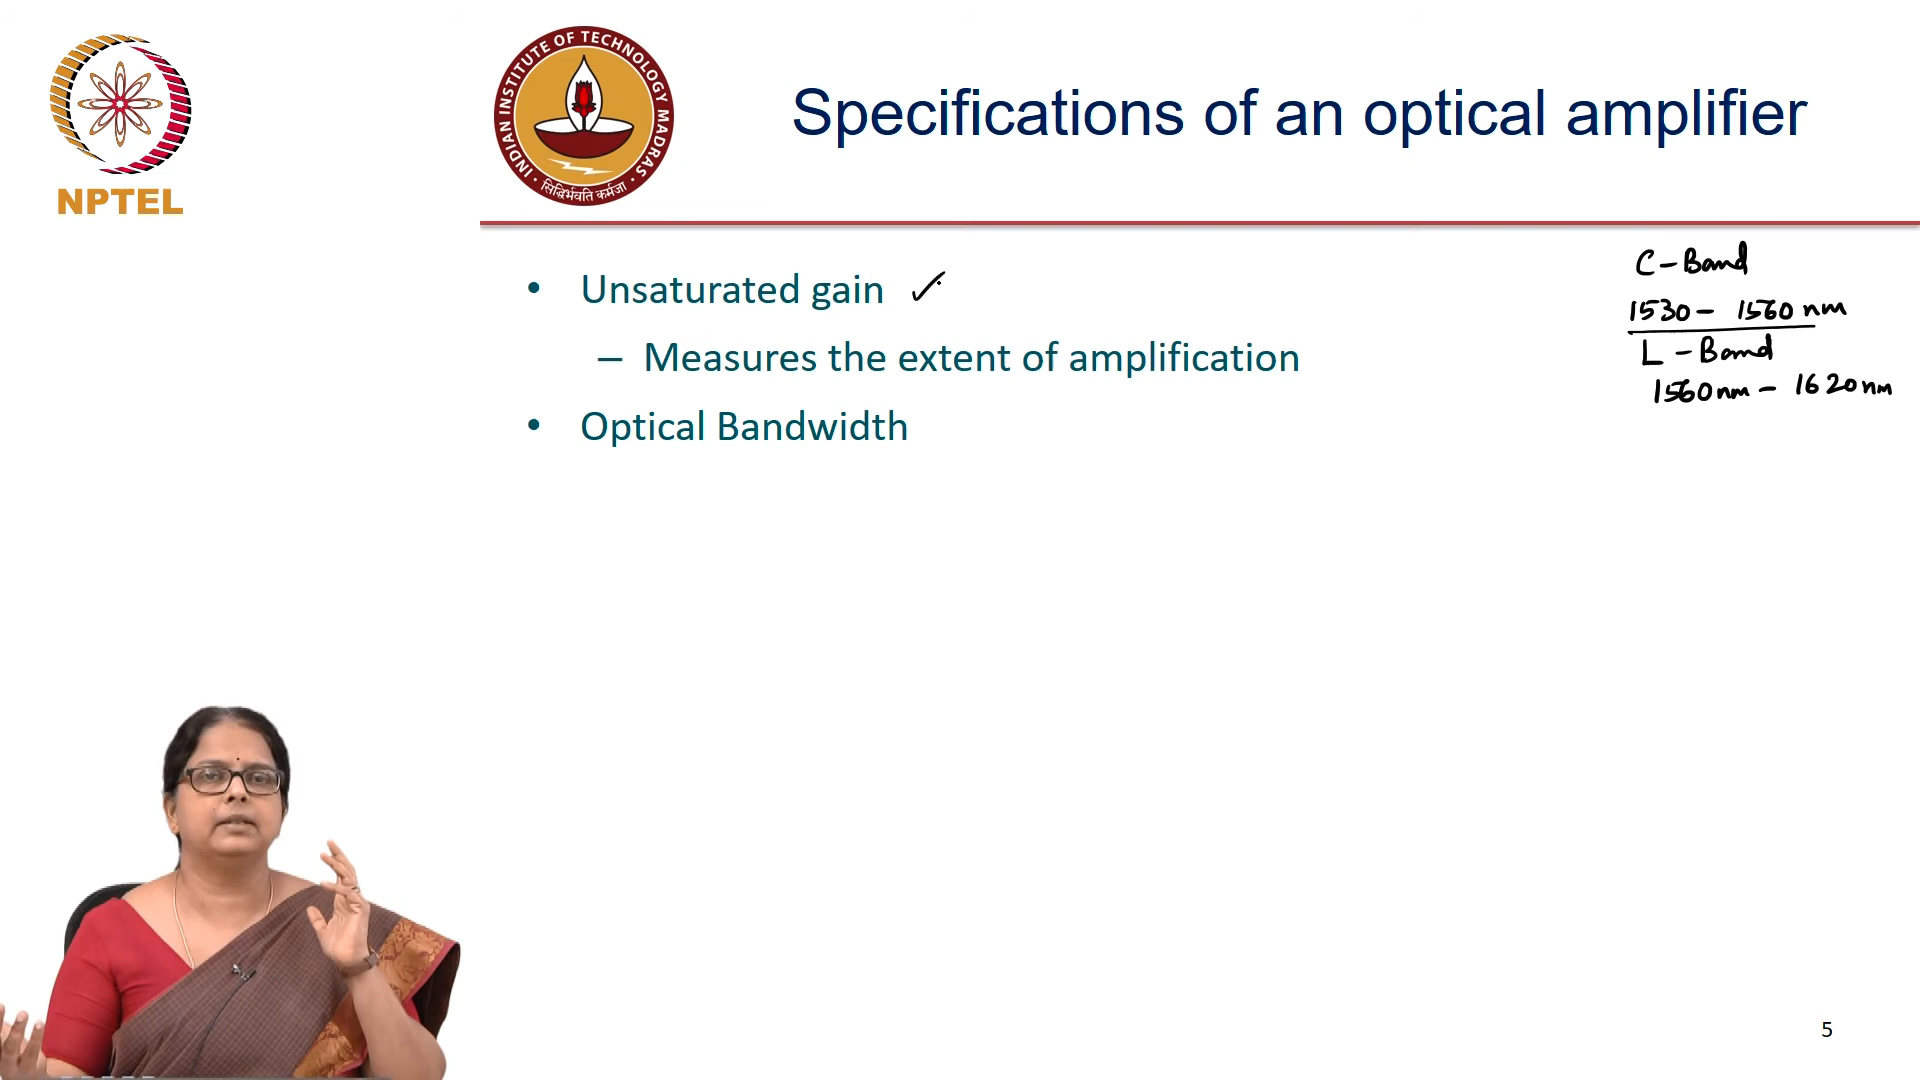 NPTEL
INDIAN INSTITUTE OF TECHNOLOGY MADRAS
सिद्धिर्भवति कर्मजा
Specifications of an optical amplifier
• Unsaturated gain ✓
– Measures the extent of amplification
• Optical Bandwidth
C-Band
1530 - 1560 nm
L-Band
1560nm - 1620nm
5